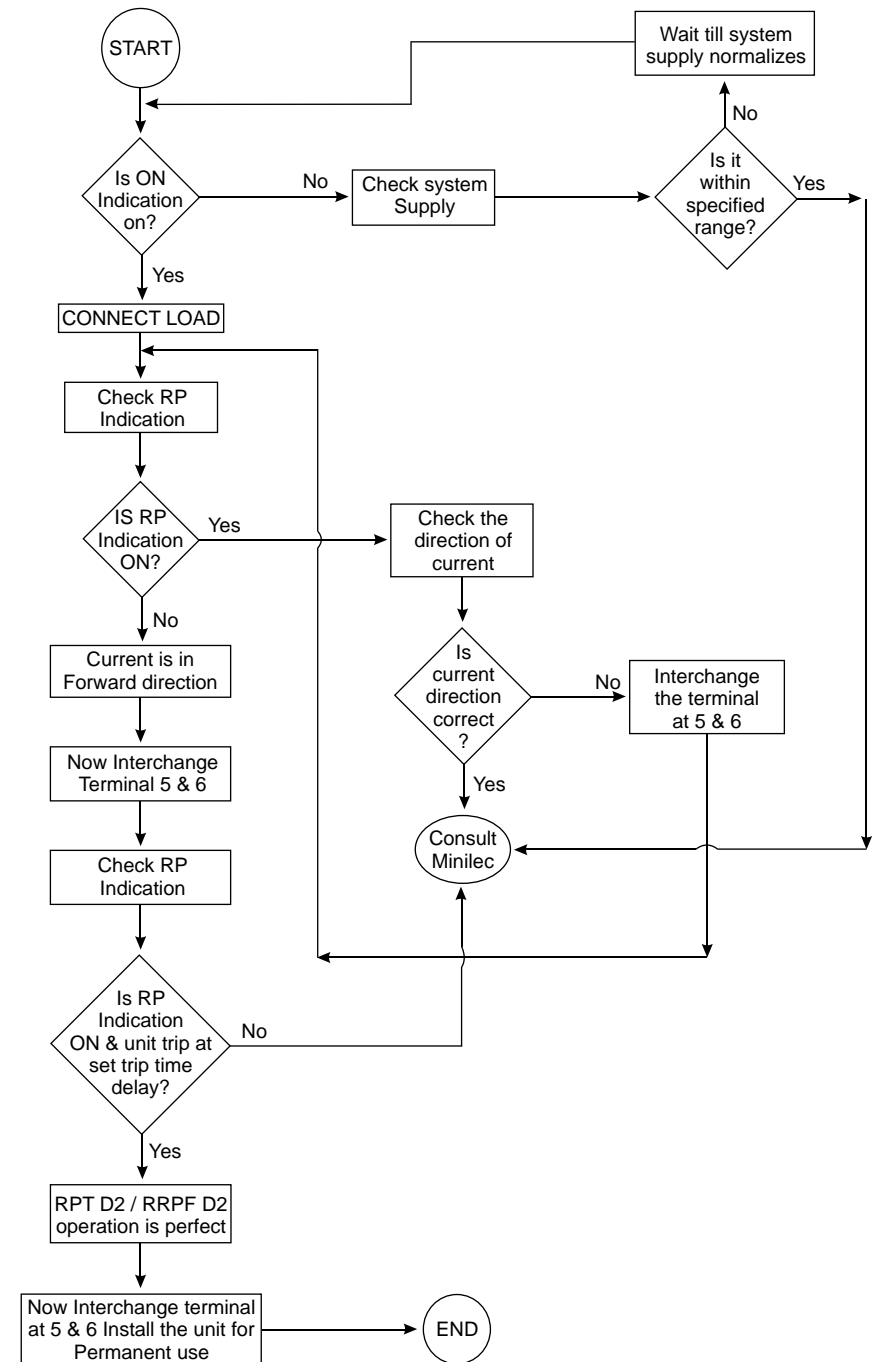 START
Wait till system
supply normalizes
No
Is ON
Indication
on?
No
Check system
Supply
Is it
within
specified
range?
Yes
Yes
CONNECT LOAD
Check RP
Indication
IS RP
Indication
ON?
Yes
Check the
direction of
current
No
Current is in
Forward direction
Is
current
direction
correct
?
No
Interchange
the terminal
at 5 & 6
Now Interchange
Terminal 5 & 6
Yes
Consult
Minilec
Check RP
Indication
Is RP
Indication
ON & unit trip at
set trip time
delay?
No
Yes
RPT D2 / RRPF D2
operation is perfect
Now Interchange terminal
at 5 & 6 Install the unit for
Permanent use
END